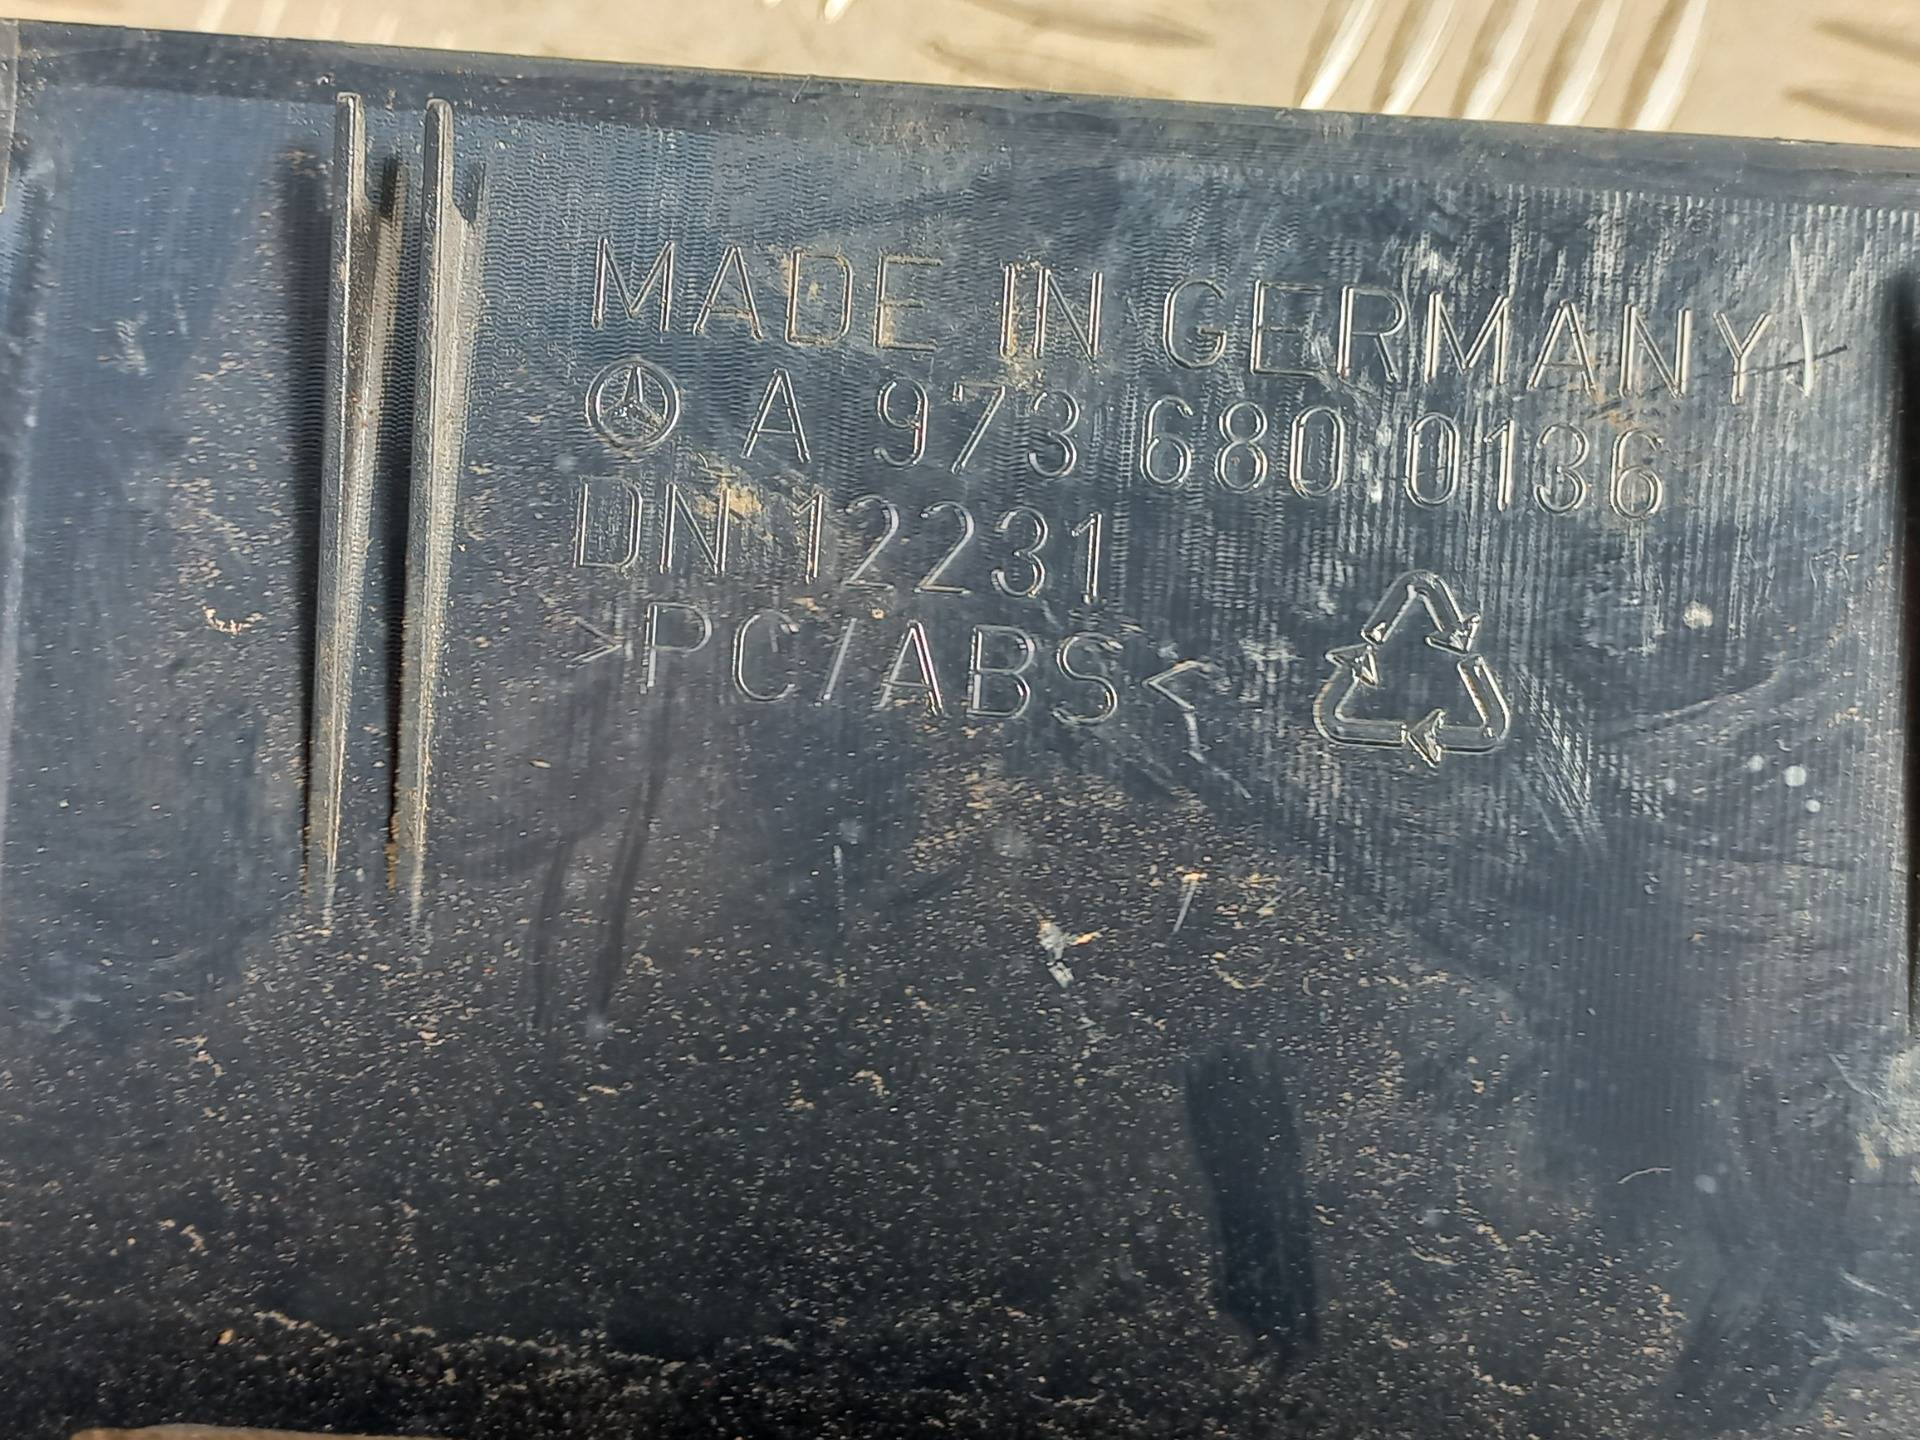 MADE IN GERMANY
A 973 680 0136
DN 12231
>PC/ABS<